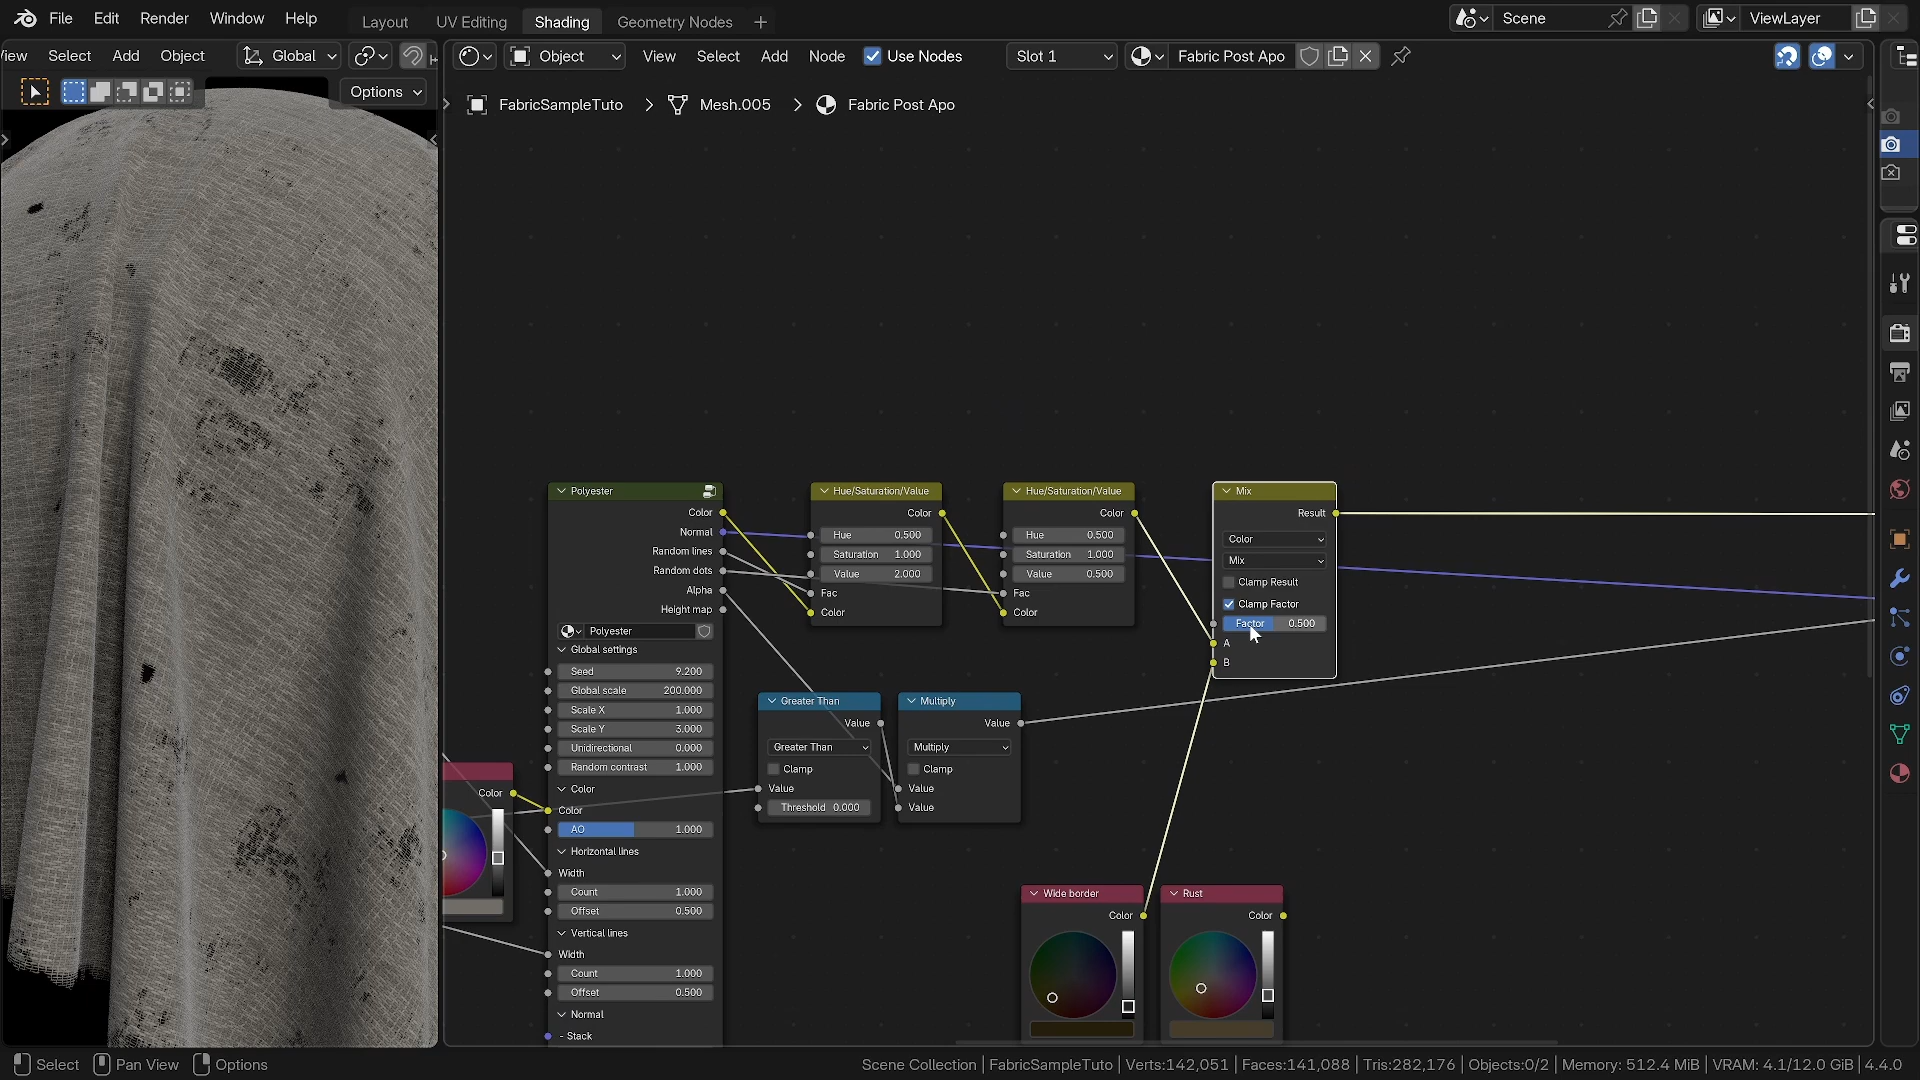 File Edit Render Window Help Layout UV Editing Shading Geometry Nodes + Scene ViewLayer
iew Select Add Object Global Object View Select Add Node Use Nodes Slot 1 Fabric Post Apo
Options
FabricSampleTuto > Mesh.005 > Fabric Post Apo
Polyester
Color
Normal
Random lines
Random dots
Alpha
Height map
Polyester
Global settings
Seed 9.200
Global scale 200.000
Scale X 1.000
Scale Y 3.000
Unidirectional 0.000
Random contrast 1.000
Color
Color
AO 1.000
Horizontal lines
Width
Count 1.000
Offset 0.500
Vertical lines
Width
Count 1.000
Offset 0.500
Normal
- Stack
Hue/Saturation/Value
Color
Hue 0.500
Saturation 1.000
Value 2.000
Fac
Color
Hue/Saturation/Value
Color
Hue 0.500
Saturation 1.000
Value 0.500
Fac
Color
Mix
Result
Color
Mix
Clamp Result
Clamp Factor
Factor 0.500
A
B
Greater Than
Value
Greater Than
Clamp
Value
Threshold 0.000
Multiply
Value
Multiply
Clamp
Value
Value
Color
Wide border
Color
Rust
Color
Select Pan View Options Scene Collection | FabricSampleTuto | Verts:142,051 | Faces:141,088 | Tris:282,176 | Objects:0/2 | Memory: 512.4 MiB | VRAM: 4.1/12.0 GiB | 4.4.0